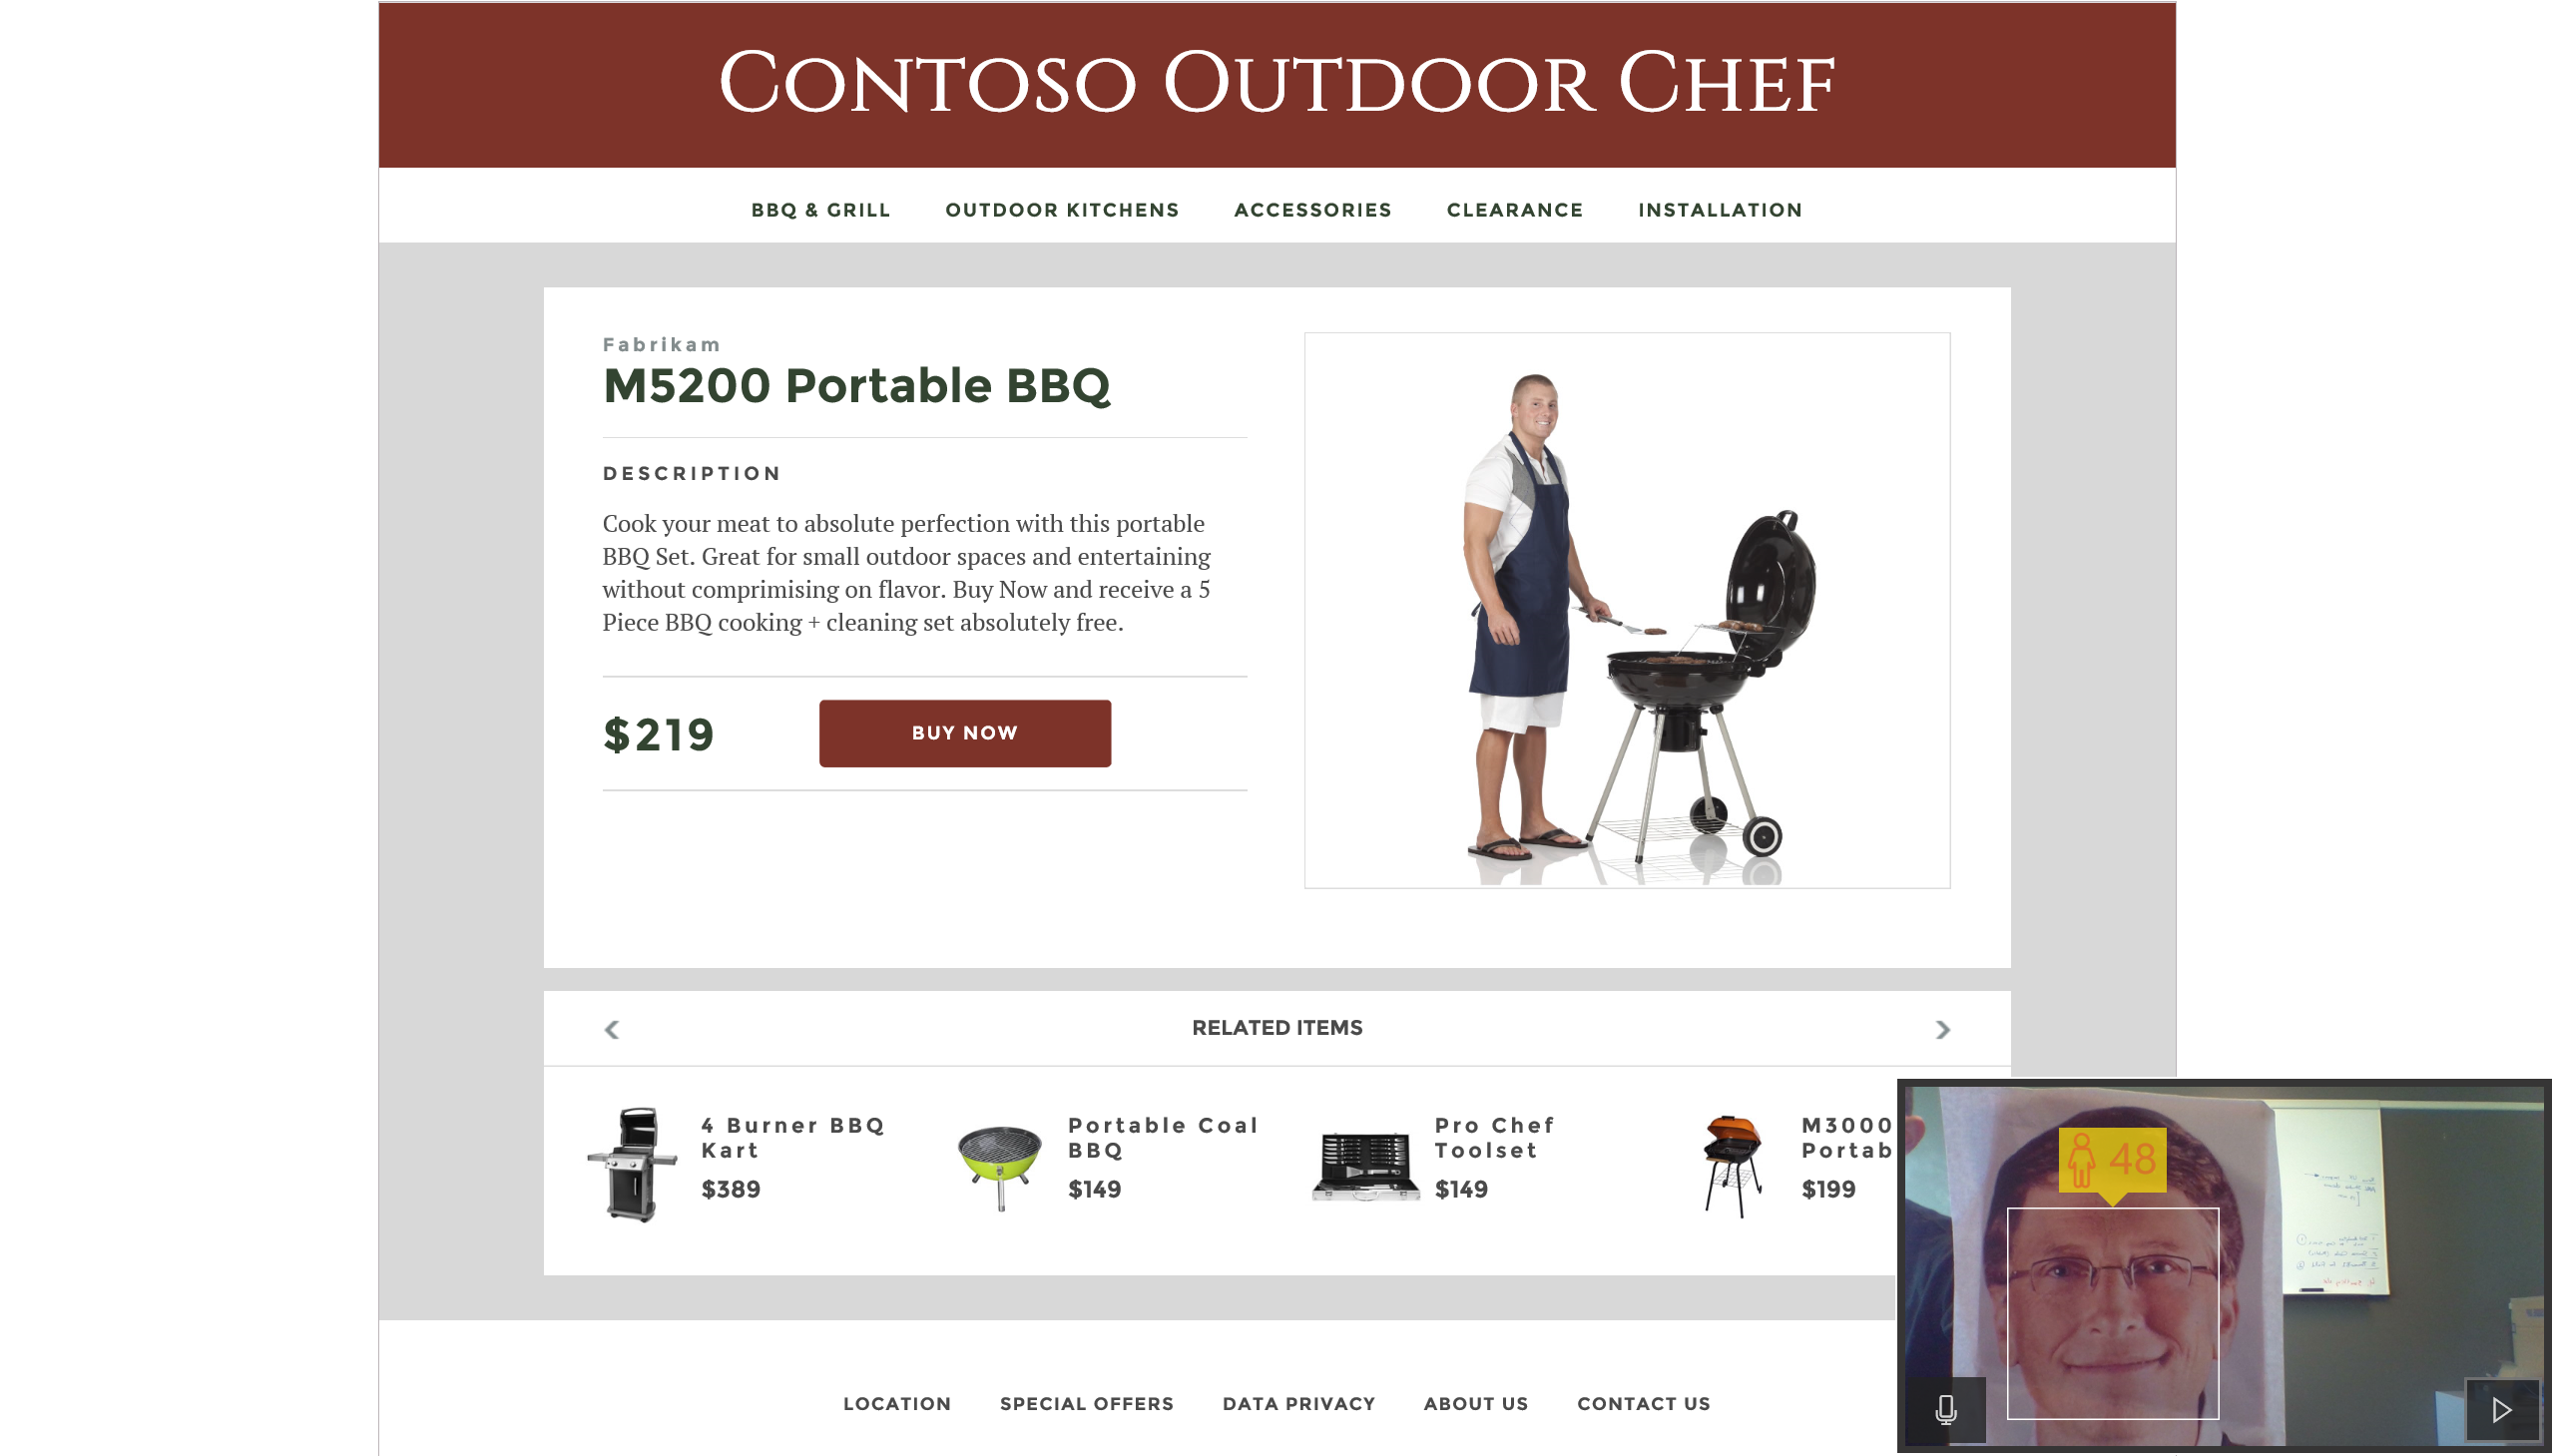 CONTOSO OUTDOOR CHEF
BBQ & GRILL OUTDOOR KITCHENS ACCESSORIES CLEARANCE INSTALLATION
Fabrikam
M5200 Portable BBQ
DESCRIPTION
Cook your meat to absolute perfection with this portable
BBQ Set. Great for small outdoor spaces and entertaining
without comprimising on flavor. Buy Now and receive a 5
Piece BBQ cooking + cleaning set absolutely free.
$219
BUY NOW
RELATED ITEMS
4 Burner BBQ
Kart
$389
Portable Coal
BBQ
$149
Pro Chef
Toolset
$149
M3000
Portab
$199
48
LOCATION SPECIAL OFFERS DATA PRIVACY ABOUT US CONTACT US